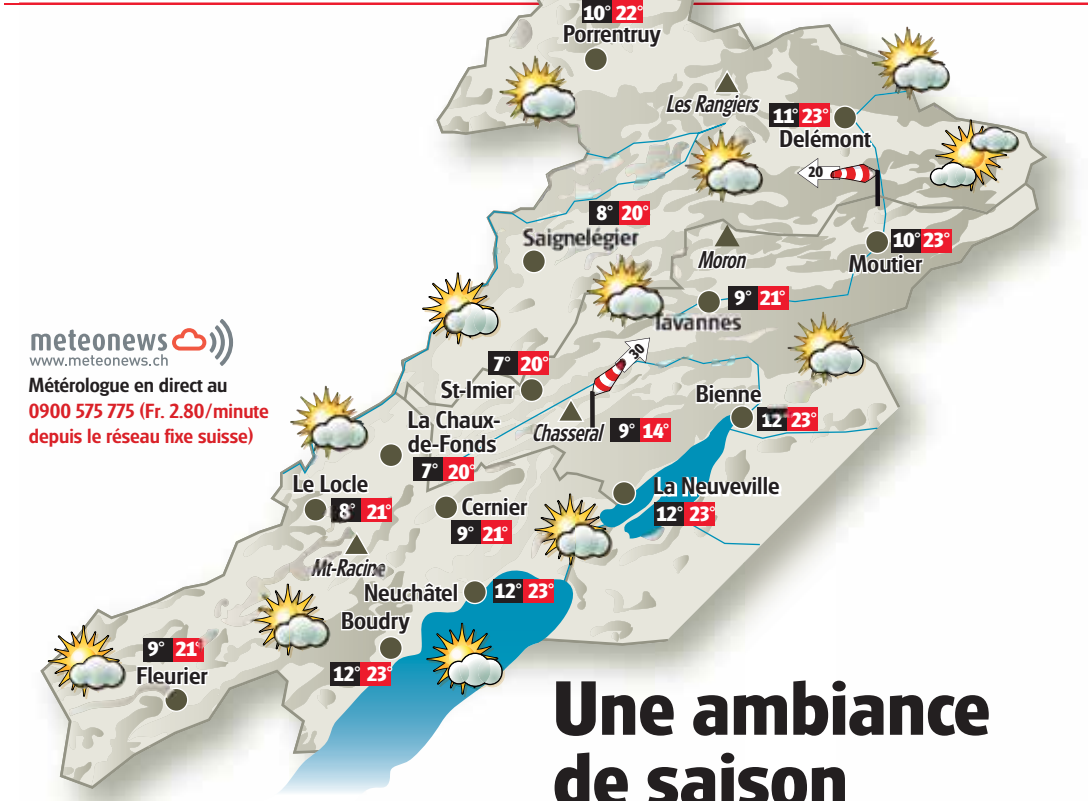 10° 22°
Porrentruy
Les Rangiers
11° 23°
Delémont
20
8° 20°
Saignelégier
Moron
10° 23°
Moutier
9° 21°
Tavannes
meteonews
www.meteonews.ch
Météorologue en direct au
0900 575 775 (Fr. 2.80/minute
depuis le réseau fixe suisse)
7° 20°
St-Imier
30
Chasseral 9° 14°
Bienne
12° 23°
La Chaux-
de-Fonds
7° 20°
Le Locle
8° 21°
Cernier
9° 21°
La Neuveville
12° 23°
Mt-Racine
Neuchâtel 12° 23°
Boudry
12° 23°
9° 21°
Fleurier
Une ambiance
de saison